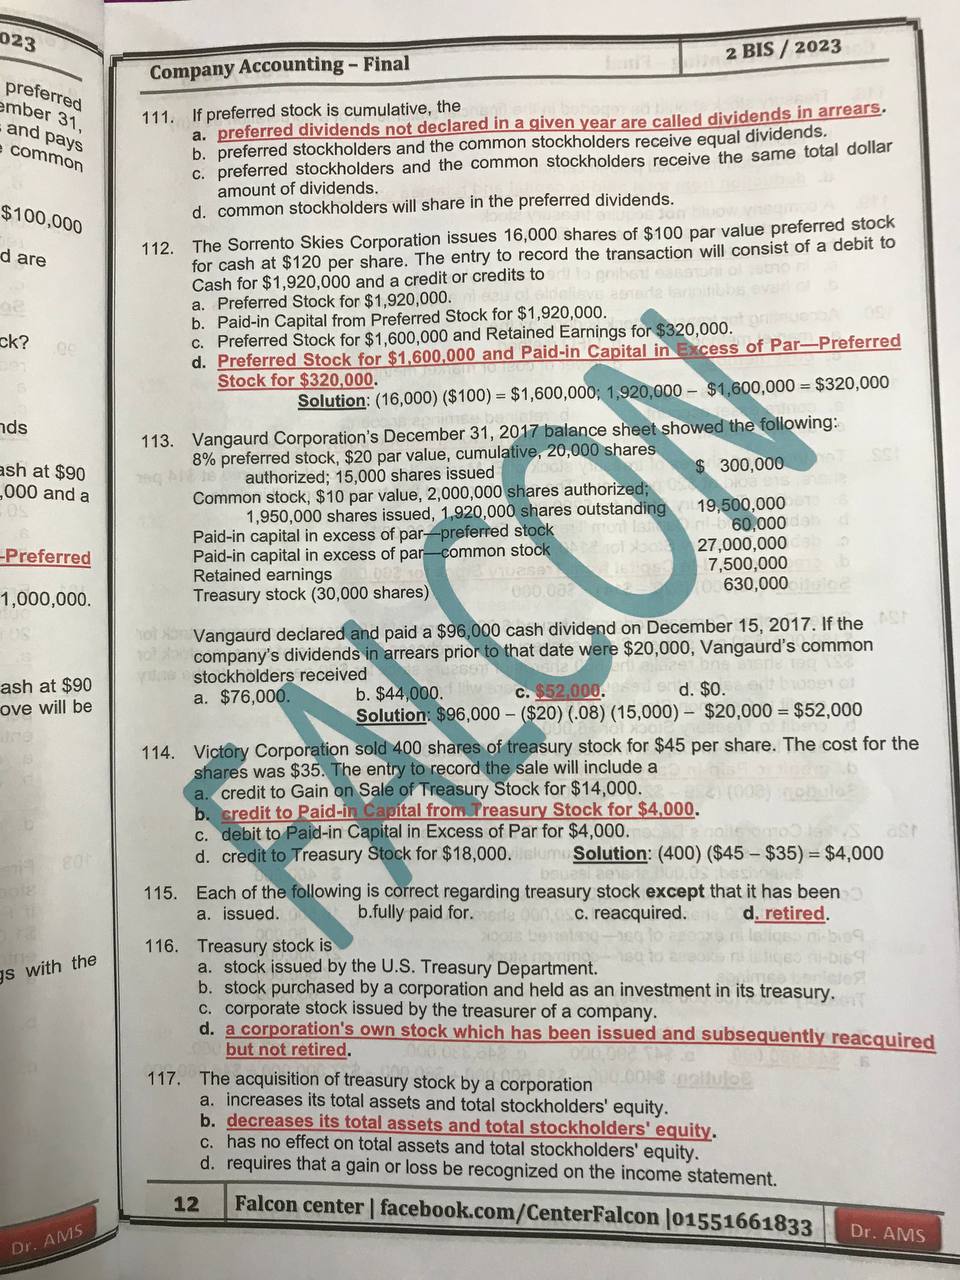 023
preferred
ember 31,
and pays
common
$100,000
d are
ck?
nds
ash at $90
,000 and a
–Preferred
1,000,000.
ash at $90
ove will be
gs with the
Dr. AMS
Company Accounting – Final
2 BIS / 2023
111. If preferred stock is cumulative, the
a. preferred dividends not declared in a given year are called dividends in arrears.
b. preferred stockholders and the common stockholders receive equal dividends.
c. preferred stockholders and the common stockholders receive the same total dollar
amount of dividends.
d. common stockholders will share in the preferred dividends.
112. The Sorrento Skies Corporation issues 16,000 shares of $100 par value preferred stock
for cash at $120 per share. The entry to record the transaction will consist of a debit to
Cash for $1,920,000 and a credit or credits to
a. Preferred Stock for $1,920,000.
b. Paid-in Capital from Preferred Stock for $1,920,000.
c. Preferred Stock for $1,600,000 and Retained Earnings for $320,000.
d. Preferred Stock for $1,600,000 and Paid-in Capital in Excess of Par—Preferred
Stock for $320,000.
Solution: (16,000) ($100) = $1,600,000; 1,920,000 – $1,600,000 = $320,000
113. Vangaurd Corporation's December 31, 2017 balance sheet showed the following:
8% preferred stock, $20 par value, cumulative, 20,000 shares
authorized; 15,000 shares issued $ 300,000
Common stock, $10 par value, 2,000,000 shares authorized;
1,950,000 shares issued, 1,920,000 shares outstanding 19,500,000
Paid-in capital in excess of par—preferred stock 60,000
Paid-in capital in excess of par—common stock 27,000,000
Retained earnings 7,500,000
Treasury stock (30,000 shares) 630,000
Vangaurd declared and paid a $96,000 cash dividend on December 15, 2017. If the
company's dividends in arrears prior to that date were $20,000, Vangaurd's common
stockholders received
a. $76,000. b. $44,000. c. $52,000. d. $0.
Solution: $96,000 – ($20) (.08) (15,000) – $20,000 = $52,000
114. Victory Corporation sold 400 shares of treasury stock for $45 per share. The cost for the
shares was $35. The entry to record the sale will include a
a. credit to Gain on Sale of Treasury Stock for $14,000.
b. credit to Paid-in Capital from Treasury Stock for $4,000.
c. debit to Paid-in Capital in Excess of Par for $4,000.
d. credit to Treasury Stock for $18,000. Solution: (400) ($45 – $35) = $4,000
115. Each of the following is correct regarding treasury stock except that it has been
a. issued. b.fully paid for. c. reacquired. d. retired.
116. Treasury stock is
a. stock issued by the U.S. Treasury Department.
b. stock purchased by a corporation and held as an investment in its treasury.
c. corporate stock issued by the treasurer of a company.
d. a corporation's own stock which has been issued and subsequently reacquired
but not retired.
117. The acquisition of treasury stock by a corporation
a. increases its total assets and total stockholders' equity.
b. decreases its total assets and total stockholders' equity.
c. has no effect on total assets and total stockholders' equity.
d. requires that a gain or loss be recognized on the income statement.
FALCON
12 Falcon center | facebook.com/CenterFalcon |01551661833
Dr. AMS